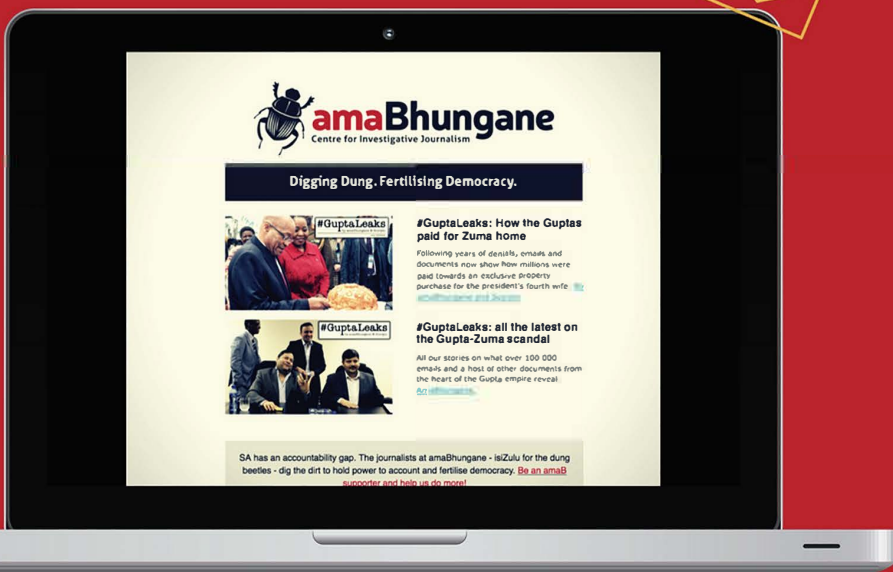 amaBhungane
Centre for Investigative Journalism
Digging Dung. Fertilising Democracy.
#GuptaLeaks
#GuptaLeaks: How the Guptas
paid for Zuma home
Following years of denials, emails and
documents now show how millions were
paid towards an exclusive property
purchase for the president's fourth wife.
#GuptaLeaks
#GuptaLeaks: all the latest on
the Gupta-Zuma scandal
All our stories on what over 100 000
emails and a host of other documents from
the heart of the Gupta empire reveal
SA has an accountability gap. The journalists at amaBhungane - isiZulu for the dung
beetles - dig the dirt to hold power to account and fertilise democracy. Be an amaB
supporter and help us do more!